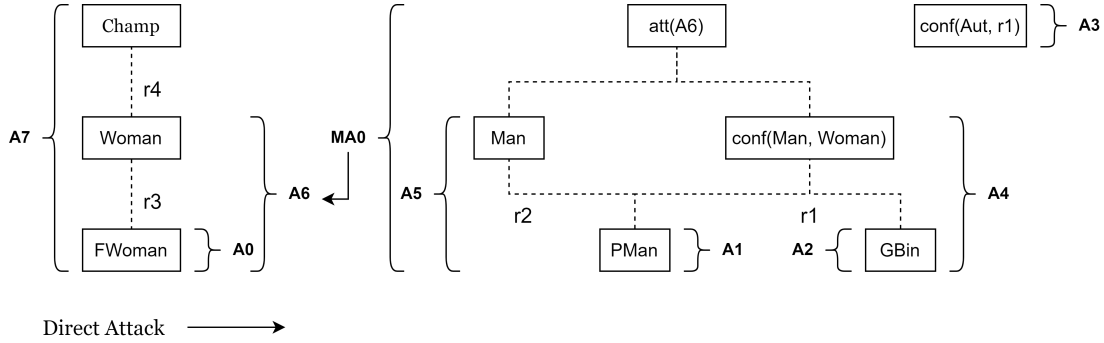 Champ
att(A6)
conf(Aut, r1)
A3
r4
A7
Woman
MA0
Man
conf(Man, Woman)
r3
A6
A5
A4
r2
r1
FWoman
A0
PMan
A1
A2
GBin
Direct Attack